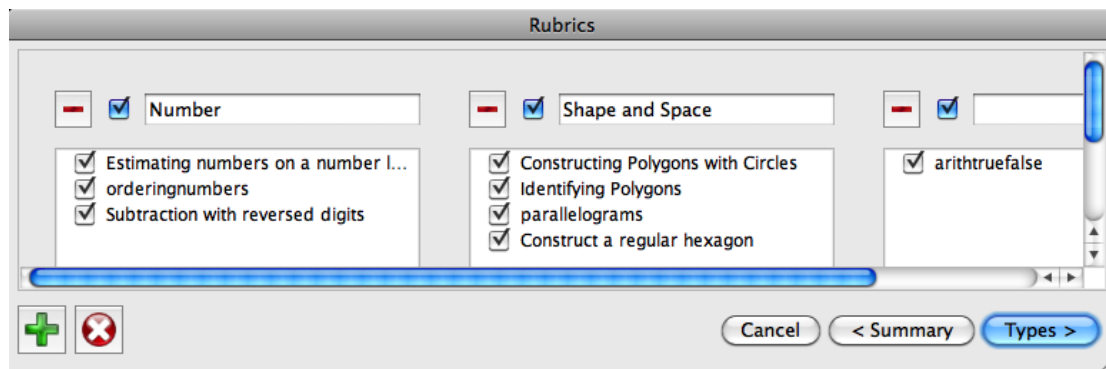 Rubrics
Number
Shape and Space
Estimating numbers on a number l...
orderingnumbers
Subtraction with reversed digits
Constructing Polygons with Circles
Identifying Polygons
parallelograms
Construct a regular hexagon
arithtruefalse
Cancel
< Summary
Types >